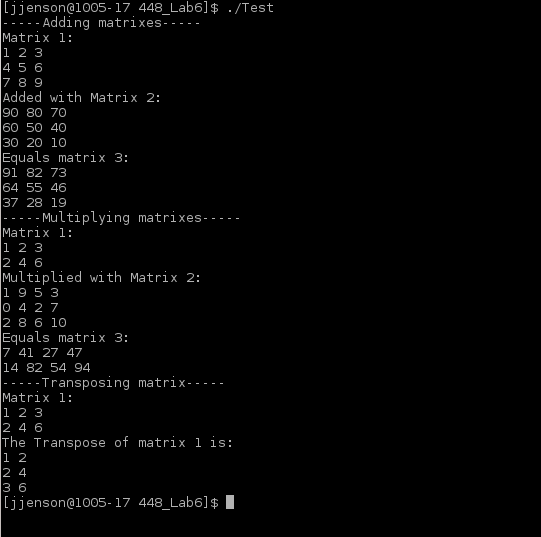 [jjenson@1005-17 448_Lab6]$ ./Test
-----Adding matrixes-----
Matrix 1:
1 2 3
4 5 6
7 8 9
Added with Matrix 2:
90 80 70
60 50 40
30 20 10
Equals matrix 3:
91 82 73
64 55 46
37 28 19
-----Multiplying matrixes-----
Matrix 1:
1 2 3
2 4 6
Multiplied with Matrix 2:
1 9 5 3
0 4 2 7
2 8 6 10
Equals matrix 3:
7 41 27 47
14 82 54 94
-----Transposing matrix-----
Matrix 1:
1 2 3
2 4 6
The Transpose of matrix 1 is:
1 2
2 4
3 6
[jjenson@1005-17 448_Lab6]$